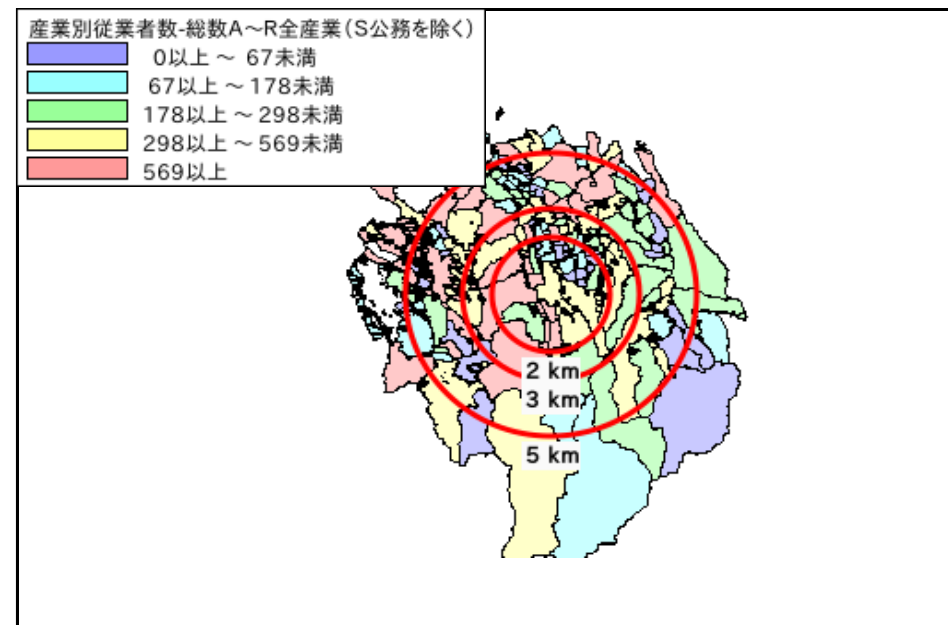 産業別従業者数-総数A～R全産業(S公務を除く)
0以上 ～ 67未満
67以上 ～178未満
178以上 ～298未満
298以上 ～569未満
569以上
2 km
3 km
5 km